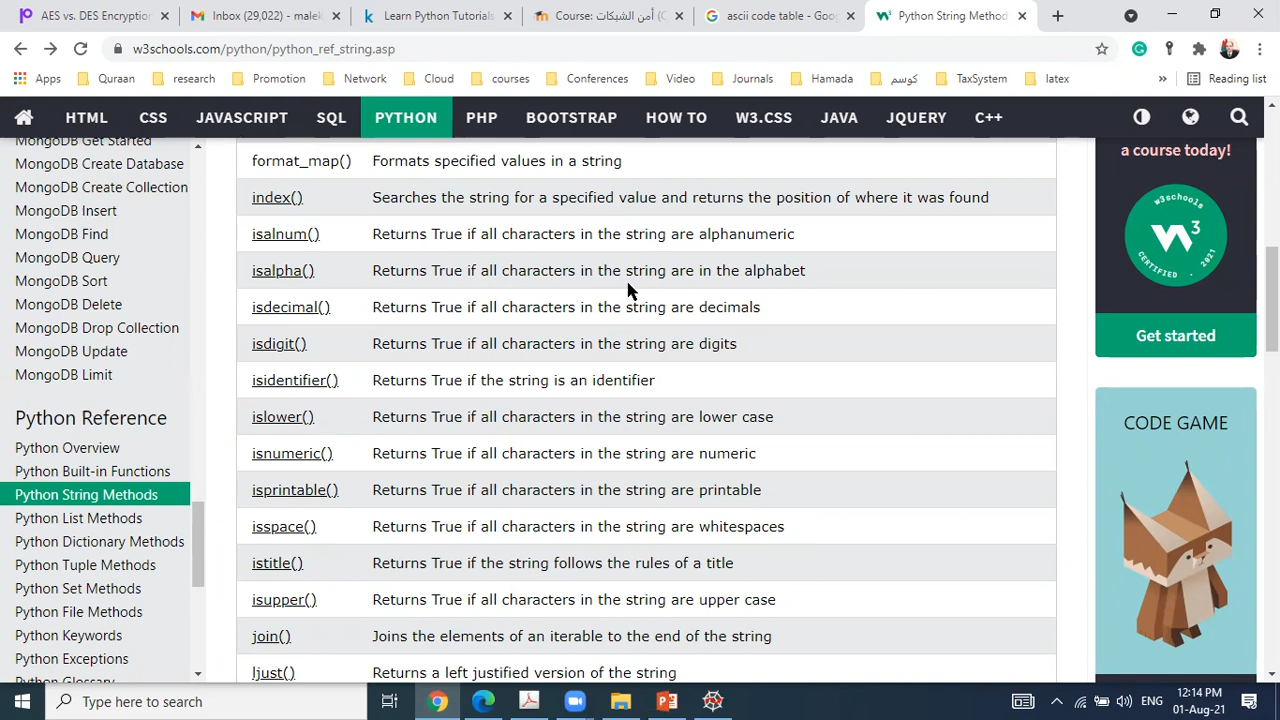 AES vs. DES Encryption
Inbox (29,022) - malek
Learn Python Tutorials
Course: أمن الشبكات (C
ascii code table - Goog
Python String Method
w3schools.com/python/python_ref_string.asp
Apps
Quraan
research
Promotion
Network
Cloud
courses
Conferences
Video
Journals
Hamada
كوسم
TaxSystem
latex
»
Reading list
HTML
CSS
JAVASCRIPT
SQL
PYTHON
PHP
BOOTSTRAP
HOW TO
W3.CSS
JAVA
JQUERY
C++
MongoDB Get Started
MongoDB Create Database
MongoDB Create Collection
MongoDB Insert
MongoDB Find
MongoDB Query
MongoDB Sort
MongoDB Delete
MongoDB Drop Collection
MongoDB Update
MongoDB Limit
Python Reference
Python Overview
Python Built-in Functions
Python String Methods
Python List Methods
Python Dictionary Methods
Python Tuple Methods
Python Set Methods
Python File Methods
Python Keywords
Python Exceptions
Python Glossary
format_map() Formats specified values in a string
index() Searches the string for a specified value and returns the position of where it was found
isalnum() Returns True if all characters in the string are alphanumeric
isalpha() Returns True if all characters in the string are in the alphabet
isdecimal() Returns True if all characters in the string are decimals
isdigit() Returns True if all characters in the string are digits
isidentifier() Returns True if the string is an identifier
islower() Returns True if all characters in the string are lower case
isnumeric() Returns True if all characters in the string are numeric
isprintable() Returns True if all characters in the string are printable
isspace() Returns True if all characters in the string are whitespaces
istitle() Returns True if the string follows the rules of a title
isupper() Returns True if all characters in the string are upper case
join() Joins the elements of an iterable to the end of the string
ljust() Returns a left justified version of the string
a course today!
w3schools
W3
CERTIFIED . 2021
Get started
CODE GAME
Type here to search
ENG
12:14 PM
01-Aug-21